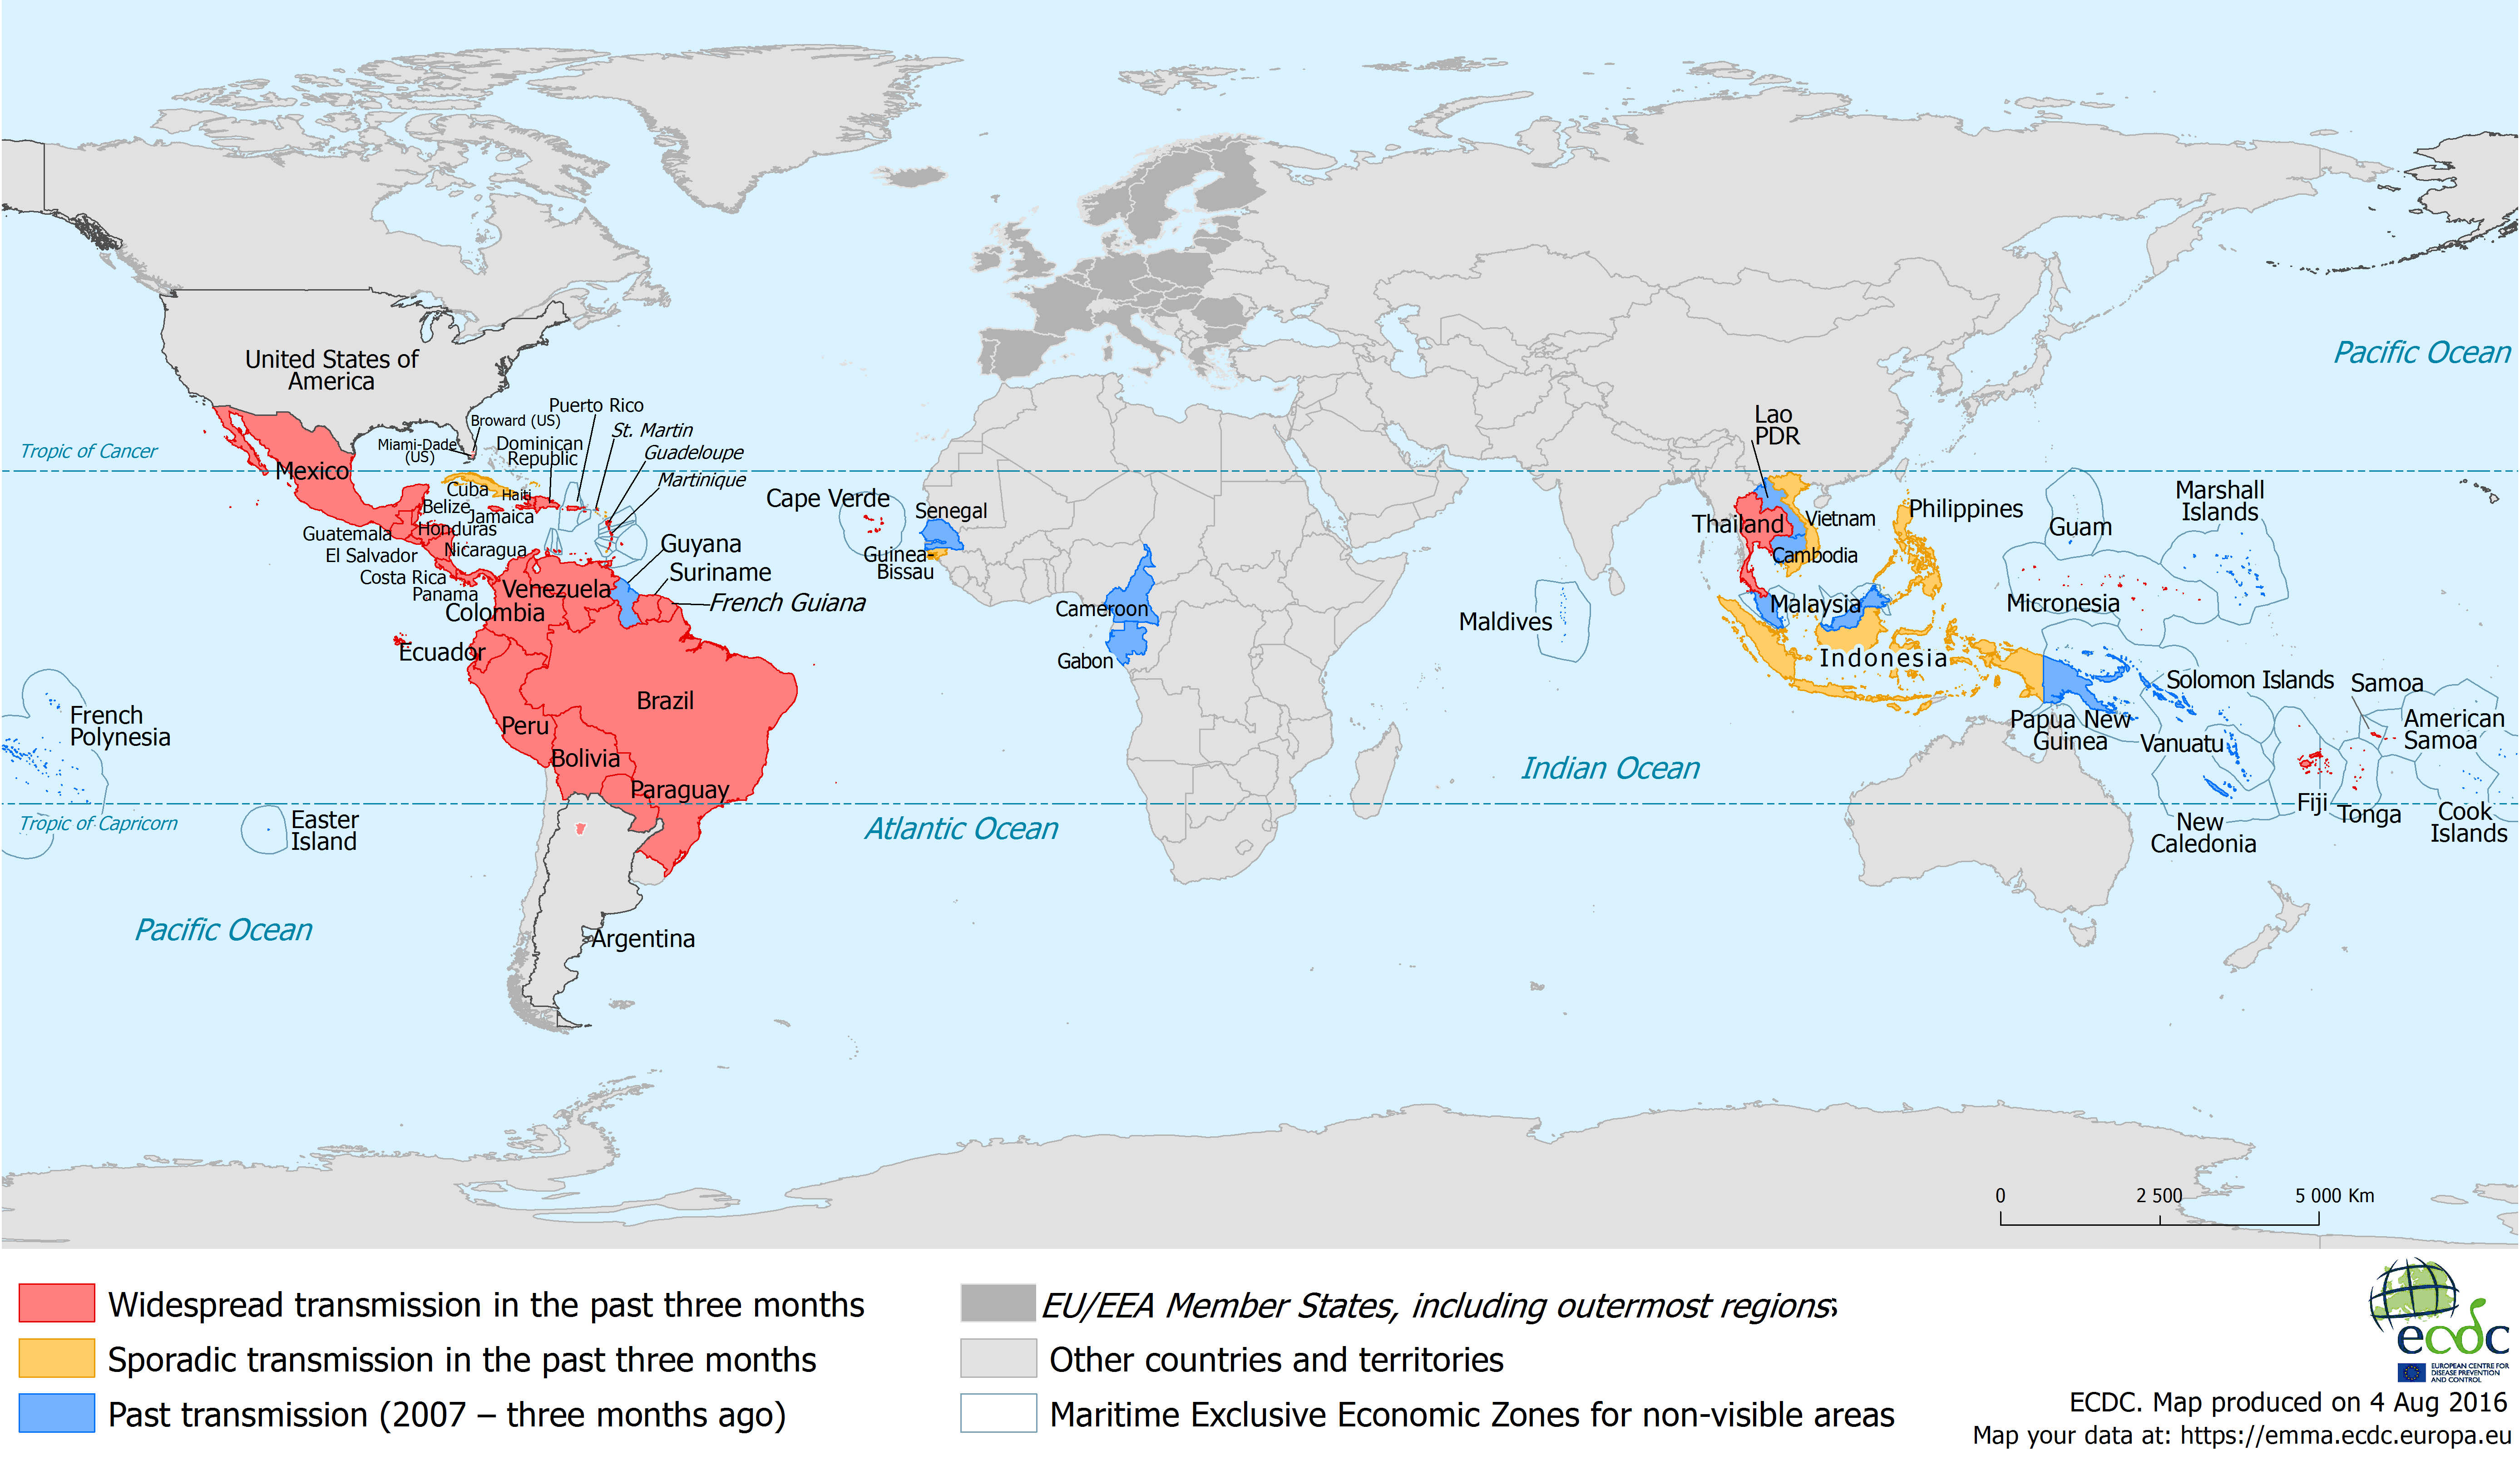 United States of
America
Tropic of Cancer
Mexico
Puerto Rico
Broward (US)
St. Martin
Miami-Dade
(US)
Dominican
Republic
Guadeloupe
Martinique
Cuba
Haiti
Belize
Jamaica
Guatemala
Honduras
El Salvador
Nicaragua
Costa Rica
Panama
Venezuela
Colombia
Guyana
Suriname
French Guiana
Ecuador
Brazil
Peru
Bolivia
Paraguay
Argentina
French
Polynesia
Tropic of Capricorn
Easter
Island
Pacific Ocean
Atlantic Ocean
Cape Verde
Senegal
Guinea-
Bissau
Cameroon
Gabon
Maldives
Indian Ocean
Pacific Ocean
Lao
PDR
Thailand
Vietnam
Cambodia
Philippines
Malaysia
Indonesia
Guam
Marshall
Islands
Micronesia
Papua New
Guinea
Solomon Islands
Samoa
American
Samoa
Vanuatu
Fiji
Tonga
New
Caledonia
Cook
Islands
0 2 500 5 000 Km
Widespread transmission in the past three months
Sporadic transmission in the past three months
Past transmission (2007 – three months ago)
EU/EEA Member States, including outermost regions;
Other countries and territories
Maritime Exclusive Economic Zones for non-visible areas
ecdc
EUROPEAN CENTRE FOR
DISEASE PREVENTION
AND CONTROL
ECDC. Map produced on 4 Aug 2016
Map your data at: https://emma.ecdc.europa.eu